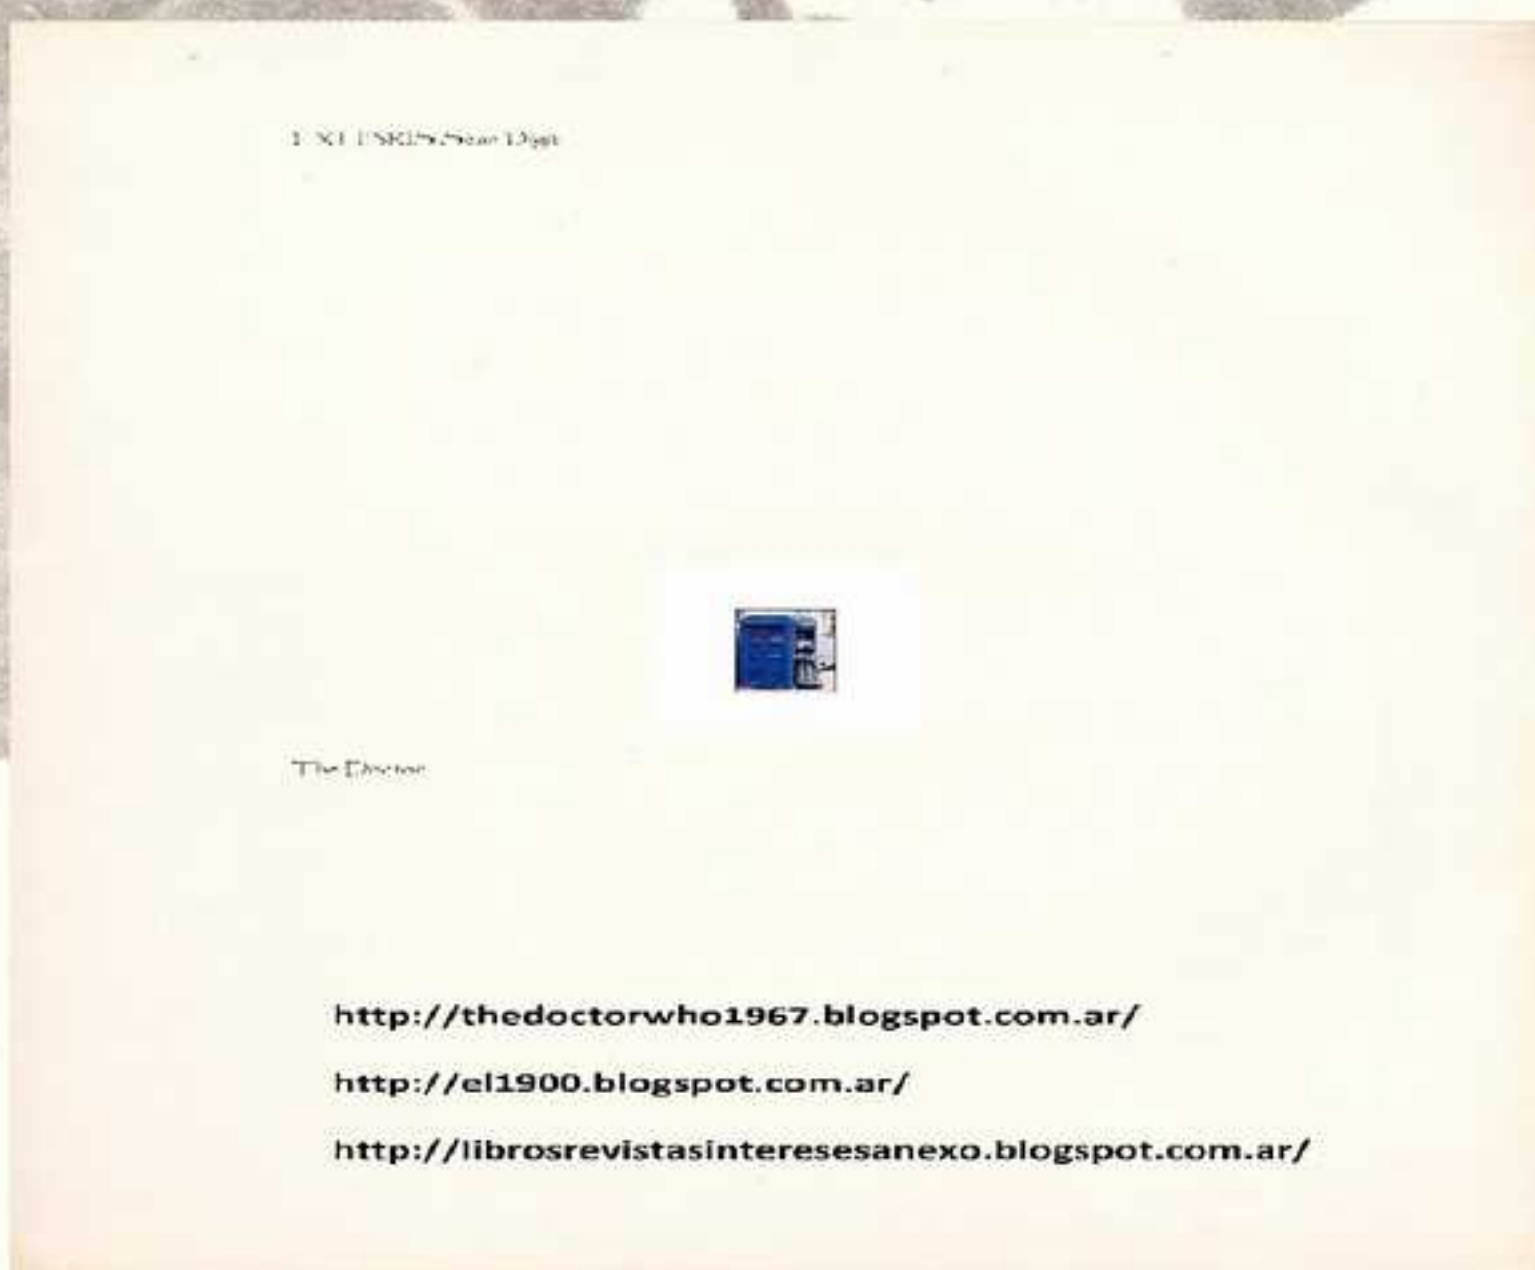 The Doctor
http://thedoctorwho1967.blogspot.com.ar/
http://el1900.blogspot.com.ar/
http://librosrevistasinteresesanexo.blogspot.com.ar/